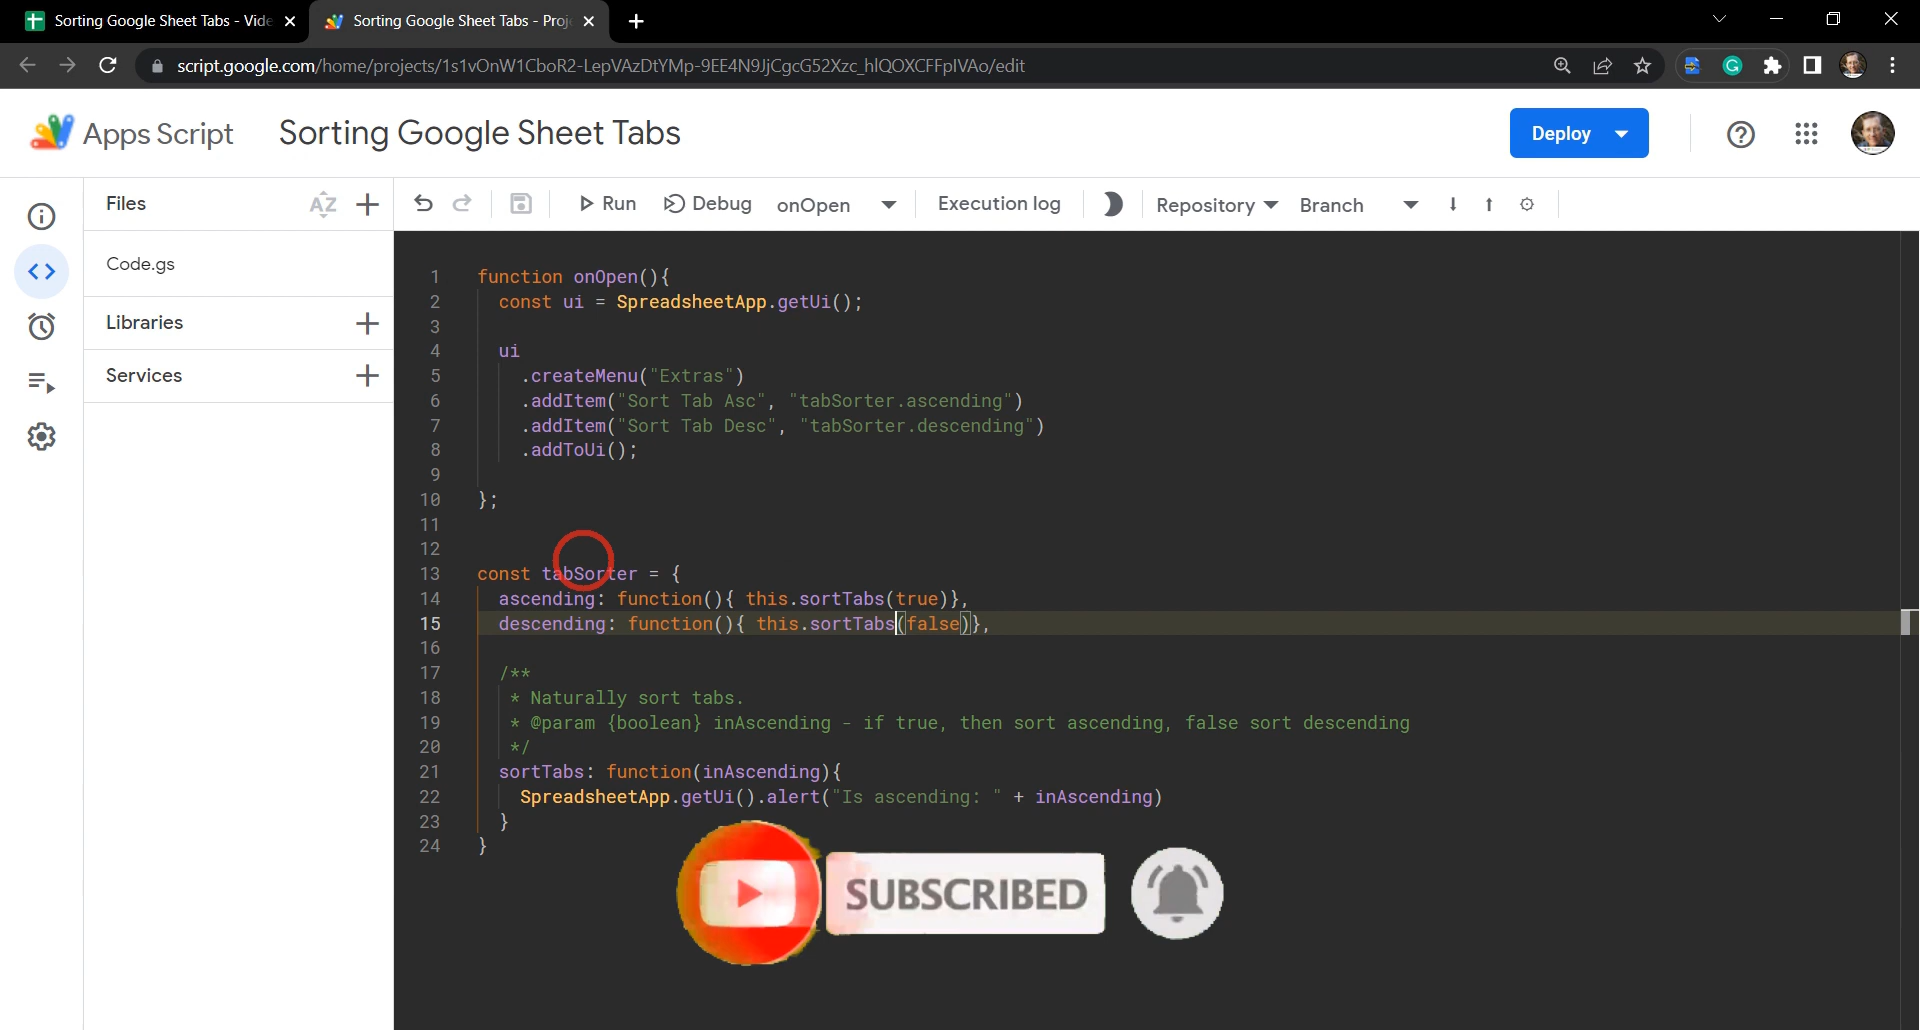 Sorting Google Sheet Tabs - Vide
Sorting Google Sheet Tabs - Proj
script.google.com/home/projects/1s1vOnW1CboR2-LepVAzDtYMp-9EE4N9JjCgcG52Xzc_hlQOXCFFpIVAo/edit
Apps Script
Sorting Google Sheet Tabs
Deploy
Files
AZ
Run
Debug
onOpen
Execution log
Repository
Branch
Code.gs
Libraries
Services
1 function onOpen(){
2 const ui = SpreadsheetApp.getUi();
3
4 ui
5 .createMenu("Extras")
6 .addItem("Sort Tab Asc", "tabSorter.ascending")
7 .addItem("Sort Tab Desc", "tabSorter.descending")
8 .addToUi();
9
10 };
11
12
13 const tabSorter = {
14 ascending: function(){ this.sortTabs(true)},
15 descending: function(){ this.sortTabs(false)},
16
17 /**
18 * Naturally sort tabs.
19 * @param {boolean} inAscending - if true, then sort ascending, false sort descending
20 */
21 sortTabs: function(inAscending){
22 SpreadsheetApp.getUi().alert("Is ascending: " + inAscending)
23 }
24 }
SUBSCRIBED